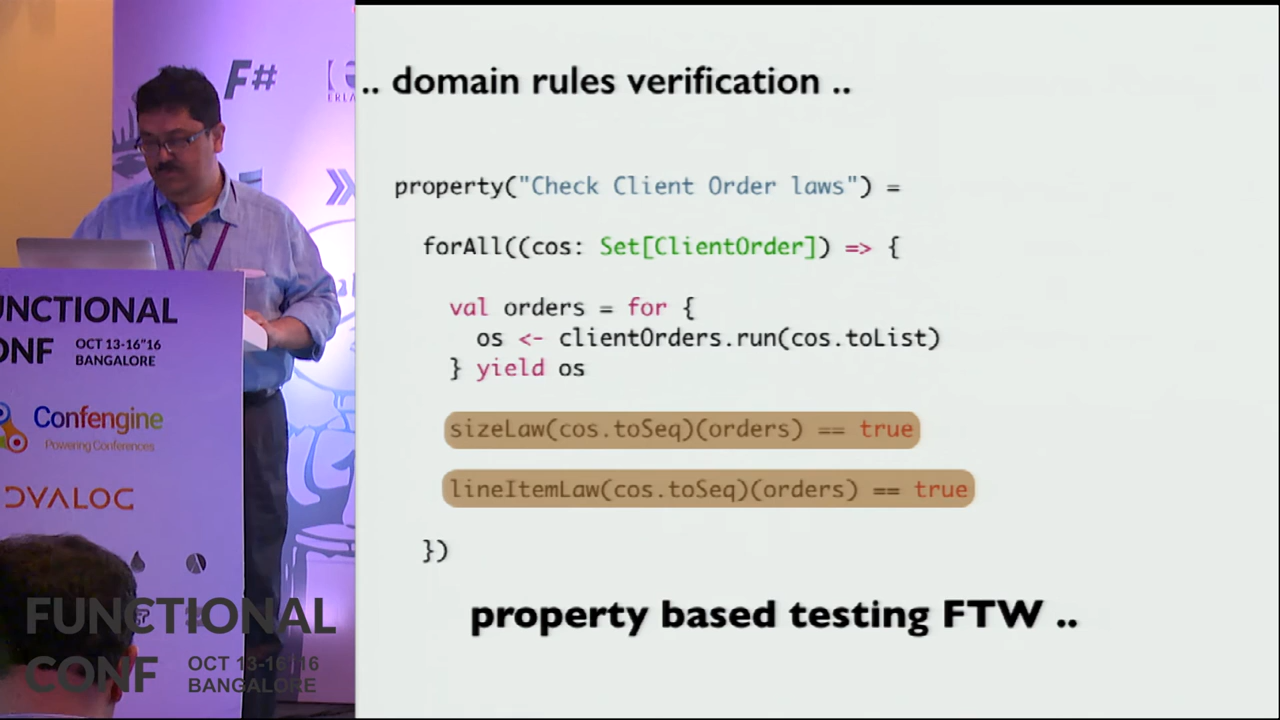 F#
ERLA
UNCTIONAL
ONF OCT 13-16"16
BANGALORE
Confengine
Powering Conferences
DYALOG
FUNCTIONAL
CONF OCT 13-16"16
BANGALORE
.. domain rules verification ..
property("Check Client Order laws") =
forAll((cos: Set[ClientOrder]) => {
val orders = for {
os <- clientOrders.run(cos.toList)
} yield os
sizeLaw(cos.toSeq)(orders) == true
lineItemLaw(cos.toSeq)(orders) == true
})
property based testing FTW ..